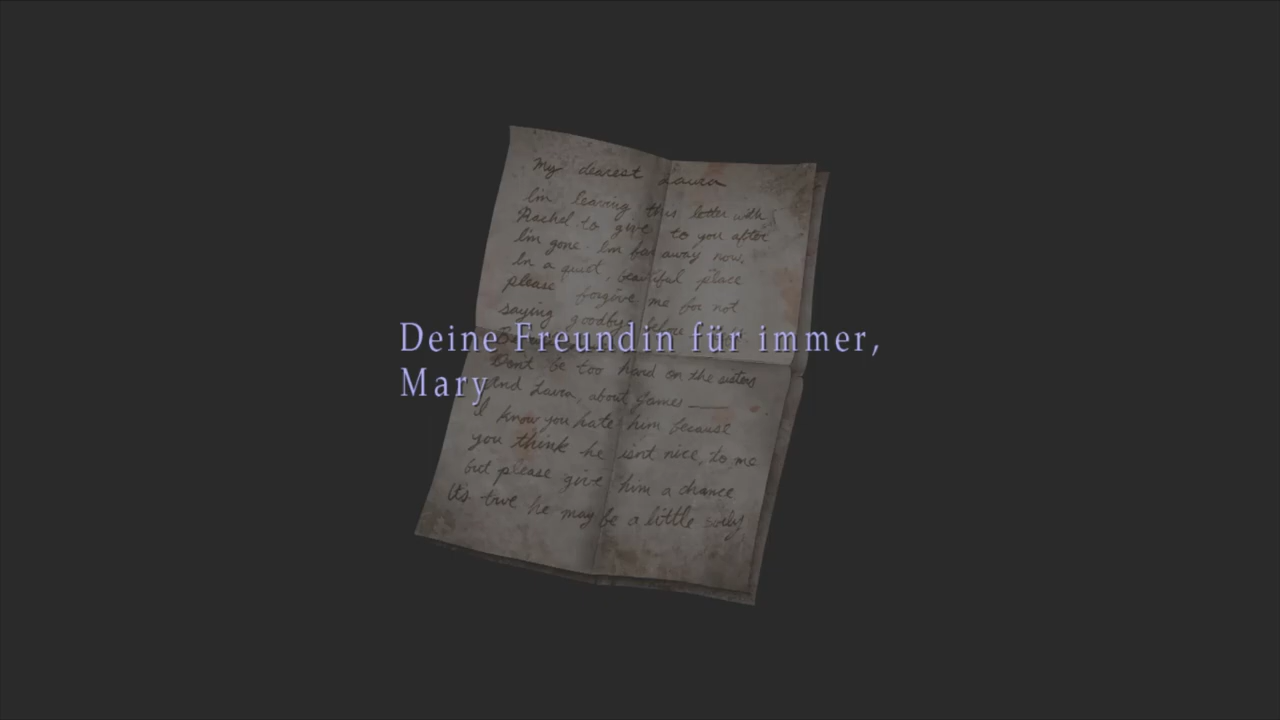 My dearest Laura
I'm leaving this letter with
Rachel to give to you after
I'm gone. I'm far away now,
In a quiet, beautiful place
please forgive me for not
saying goodbye before
Deine Freundin für immer,
Mary
Don't be too hard on the sisters
And Laura, about James ——
I know you hate him because
you think he isn't nice, to me
but please give him a chance
It's true he may be a little surly